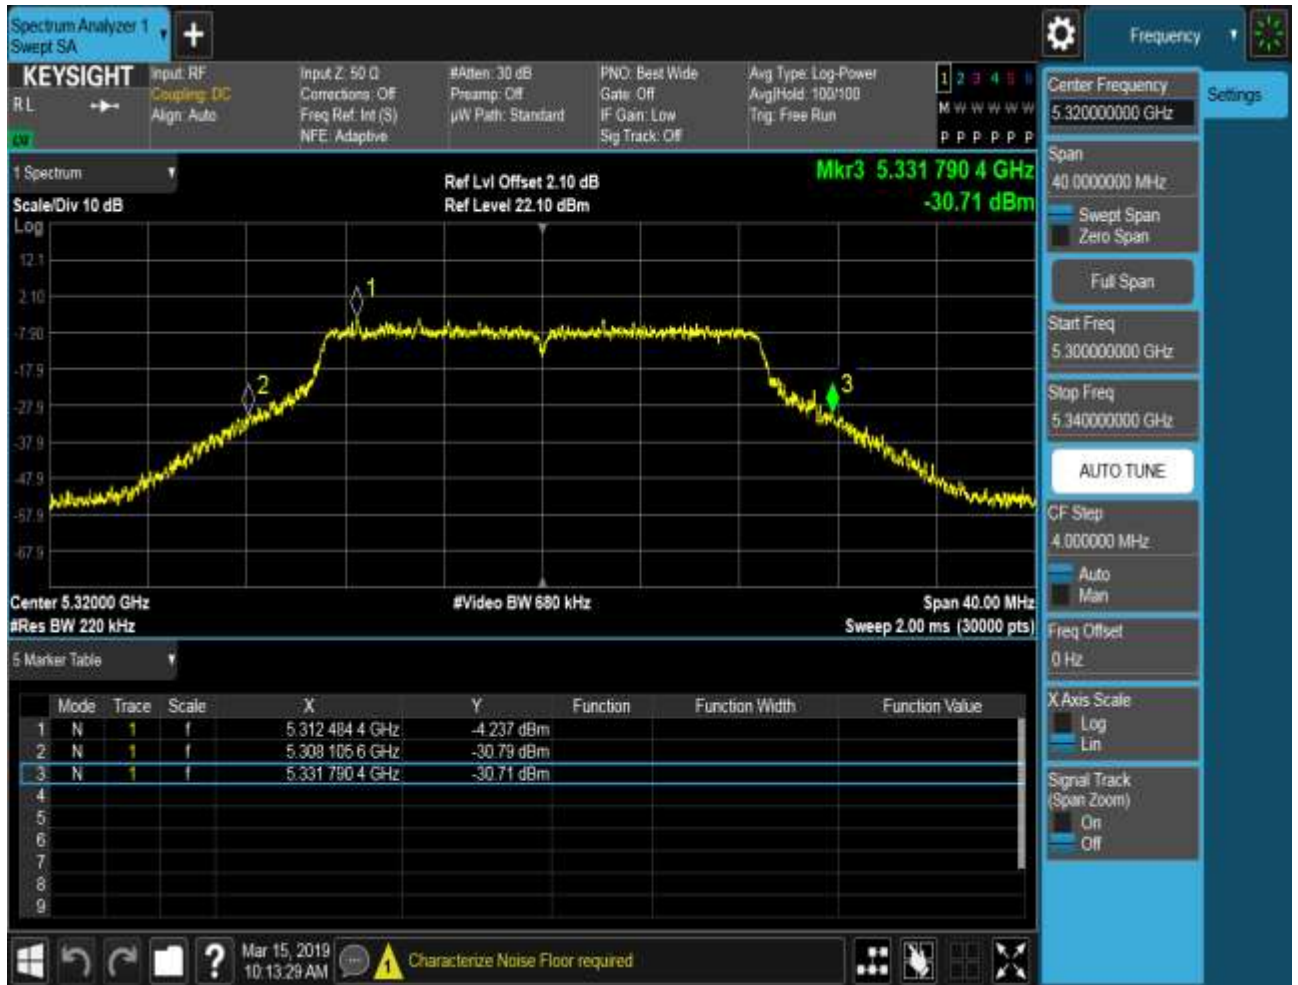 Spectrum Analyzer 1
Swept SA
+
Frequency
KEYSIGHT
R L
Input: RF
Coupling: DC
Align: Auto
Input Z: 50 Ω
Corrections: Off
Freq Ref: Int (S)
NFE: Adaptive
#Atten: 30 dB
Preamp: Off
µW Path: Standard
PNO: Best Wide
Gate: Off
IF Gain: Low
Sig Track: Off
Avg Type: Log-Power
Avg|Hold: 100/100
Trig: Free Run
1 2 3 4 5 6
M W W W W W
P P P P P P
1 Spectrum
Scale/Div 10 dB
Ref Lvl Offset 2.10 dB
Ref Level 22.10 dBm
Mkr3 5.331 790 4 GHz
-30.71 dBm
Log
12.1
2.10
-7.90
-17.9
-27.9
-37.9
-47.9
-57.9
-67.9
1
2
3
Center 5.32000 GHz
#Res BW 220 kHz
#Video BW 680 kHz
Span 40.00 MHz
Sweep 2.00 ms (30000 pts)
5 Marker Table
Mode Trace Scale X Y Function Function Width Function Value
1 N 1 f 5.312 484 4 GHz -4.237 dBm
2 N 1 f 5.308 105 6 GHz -30.79 dBm
3 N 1 f 5.331 790 4 GHz -30.71 dBm
4
5
6
7
8
9
Center Frequency
5.320000000 GHz
Settings
Span
40.0000000 MHz
Swept Span
Zero Span
Full Span
Start Freq
5.300000000 GHz
Stop Freq
5.340000000 GHz
AUTO TUNE
CF Step
4.000000 MHz
Auto
Man
Freq Offset
0 Hz
X Axis Scale
Log
Lin
Signal Track
(Span Zoom)
On
Off
?
Mar 15, 2019
10:13:29 AM
1
Characterize Noise Floor required